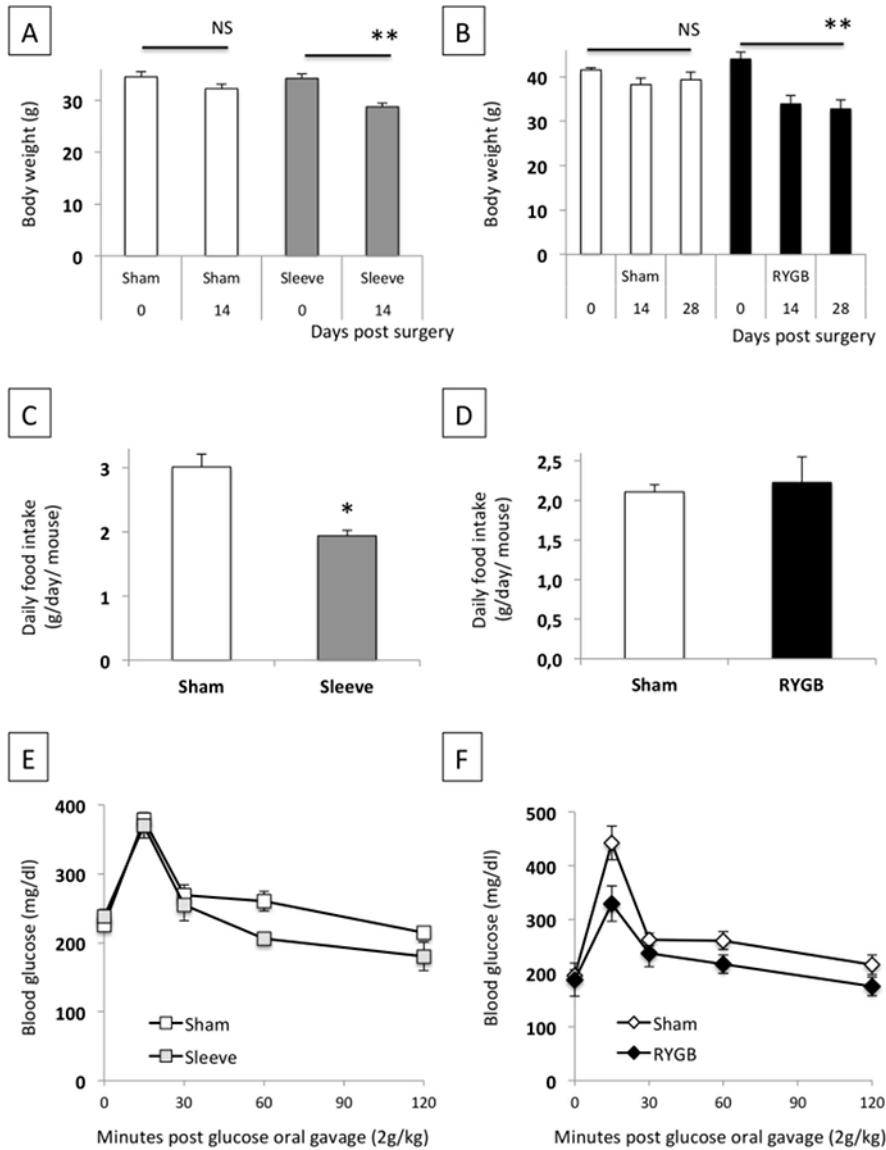 A
NS
**
Body weight (g)
30
20
10
0
Sham
Sham
Sleeve
Sleeve
0
14
0
14
Days post surgery
B
NS
**
Body weight (g)
40
30
20
10
0
Sham
RYGB
0
14
28
0
14
28
Days post surgery
C
Daily food intake
(g/day/ mouse)
3
2
1
0
*
Sham
Sleeve
D
Daily food intake
(g/day/ mouse)
2,5
2,0
1,5
1,0
0,5
0,0
Sham
RYGB
E
Blood glucose (mg/dl)
400
300
200
100
0
Sham
Sleeve
0
30
60
90
120
Minutes post glucose oral gavage (2g/kg)
F
Blood glucose (mg/dl)
500
400
300
200
100
0
Sham
RYGB
0
30
60
90
120
Minutes post glucose oral gavage (2g/kg)